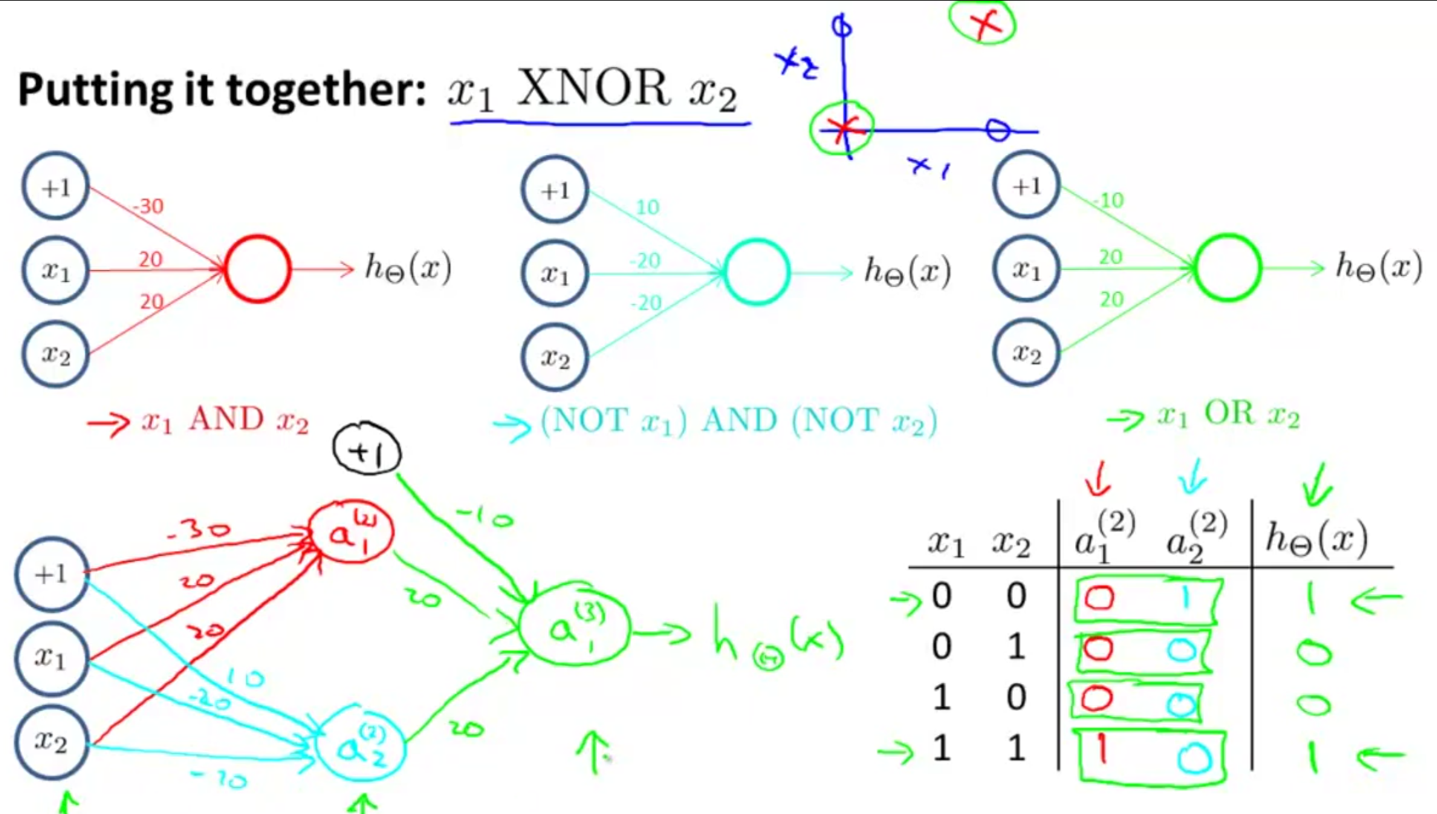 Putting it together: x₁ XNOR x₂
x₂
x₁
+1
-30
x₁
20
x₂
20
hΘ(x)
→ x₁ AND x₂
+1
10
x₁
-20
x₂
-20
hΘ(x)
→ (NOT x₁) AND (NOT x₂)
+1
-10
x₁
20
x₂
20
hΘ(x)
→ x₁ OR x₂
+1
-10
+1
x₁
x₂
-30
20
20
a₁⁽²⁾
10
-20
-20
a₂⁽²⁾
20
20
a₁⁽³⁾
→ hΘ(x)
x₁ x₂ a₁⁽²⁾ a₂⁽²⁾ hΘ(x)
→ 0 0 0 1 1 ←
0 1 0 0 0
1 0 0 0 0
→ 1 1 1 0 1 ←